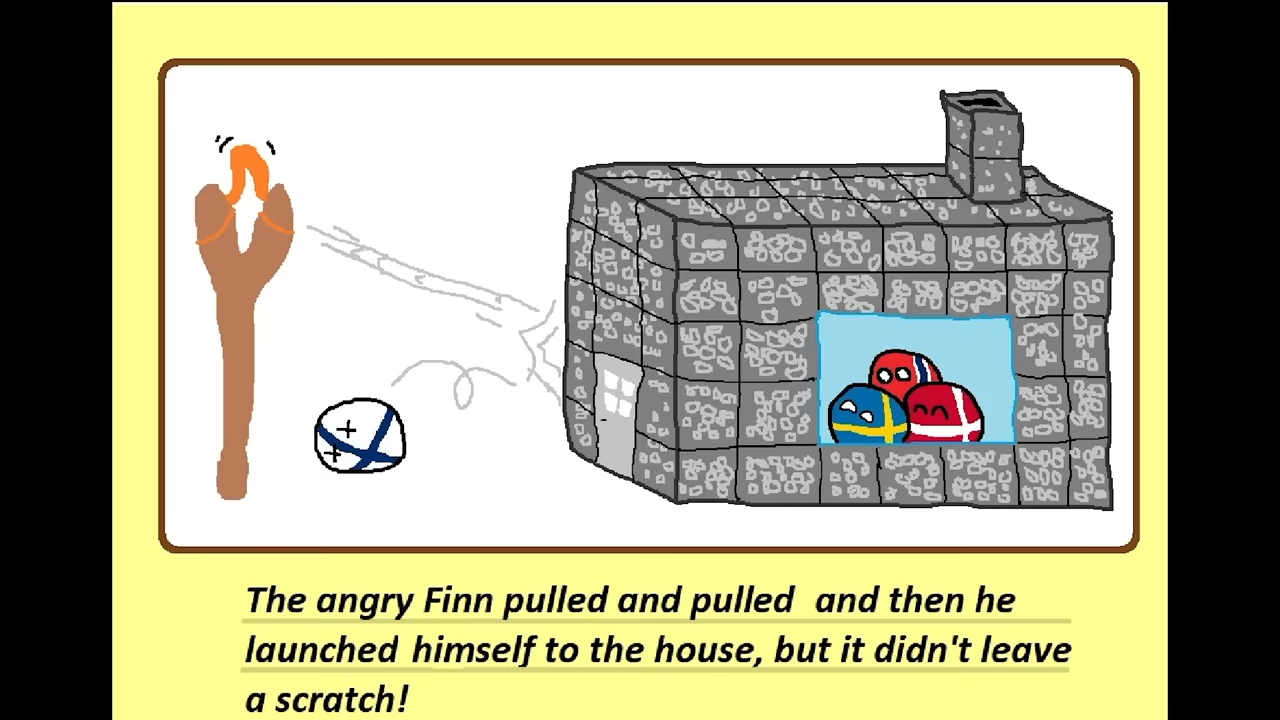 The angry Finn pulled and pulled and then he
launched himself to the house, but it didn't leave
a scratch!